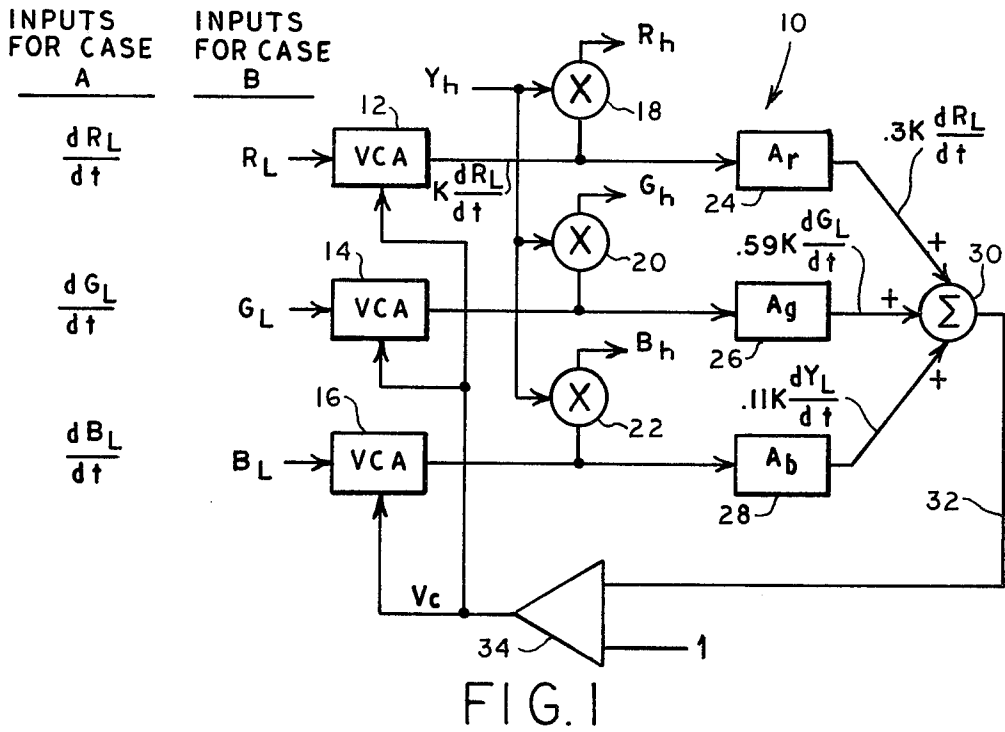 INPUTS FOR CASE A
INPUTS FOR CASE B
10
Y_h
R_h
18
dR_L/dt
R_L
12
VCA
K dR_L/dt
A_r
24
.3K dR_L/dt
+
G_h
20
dG_L/dt
G_L
14
VCA
A_g
26
.59K dG_L/dt
+
30
Σ
B_h
22
dB_L/dt
B_L
16
VCA
A_b
28
.11K dY_L/dt
+
32
Vc
34
1
X
X
X
FIG. 1